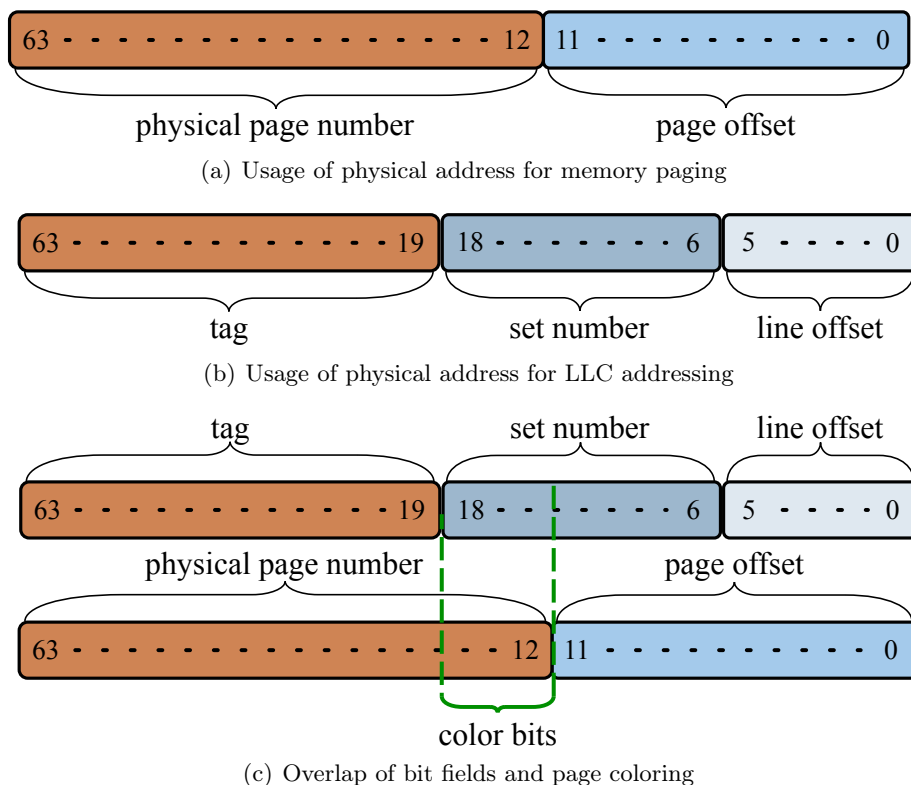 63 - - - - - - - - - - - - - - - - 12 11 - - - - - - - - - - 0
physical page number page offset
(a) Usage of physical address for memory paging
63 - - - - - - - - - - - - 19 18 - - - - - - 6 5 - - - - 0
tag set number line offset
(b) Usage of physical address for LLC addressing
tag set number line offset
63 - - - - - - - - - - - - 19 18 - - - - - - 6 5 - - - - 0
physical page number page offset
63 - - - - - - - - - - - - - - - - 12 11 - - - - - - - - - - 0
color bits
(c) Overlap of bit fields and page coloring